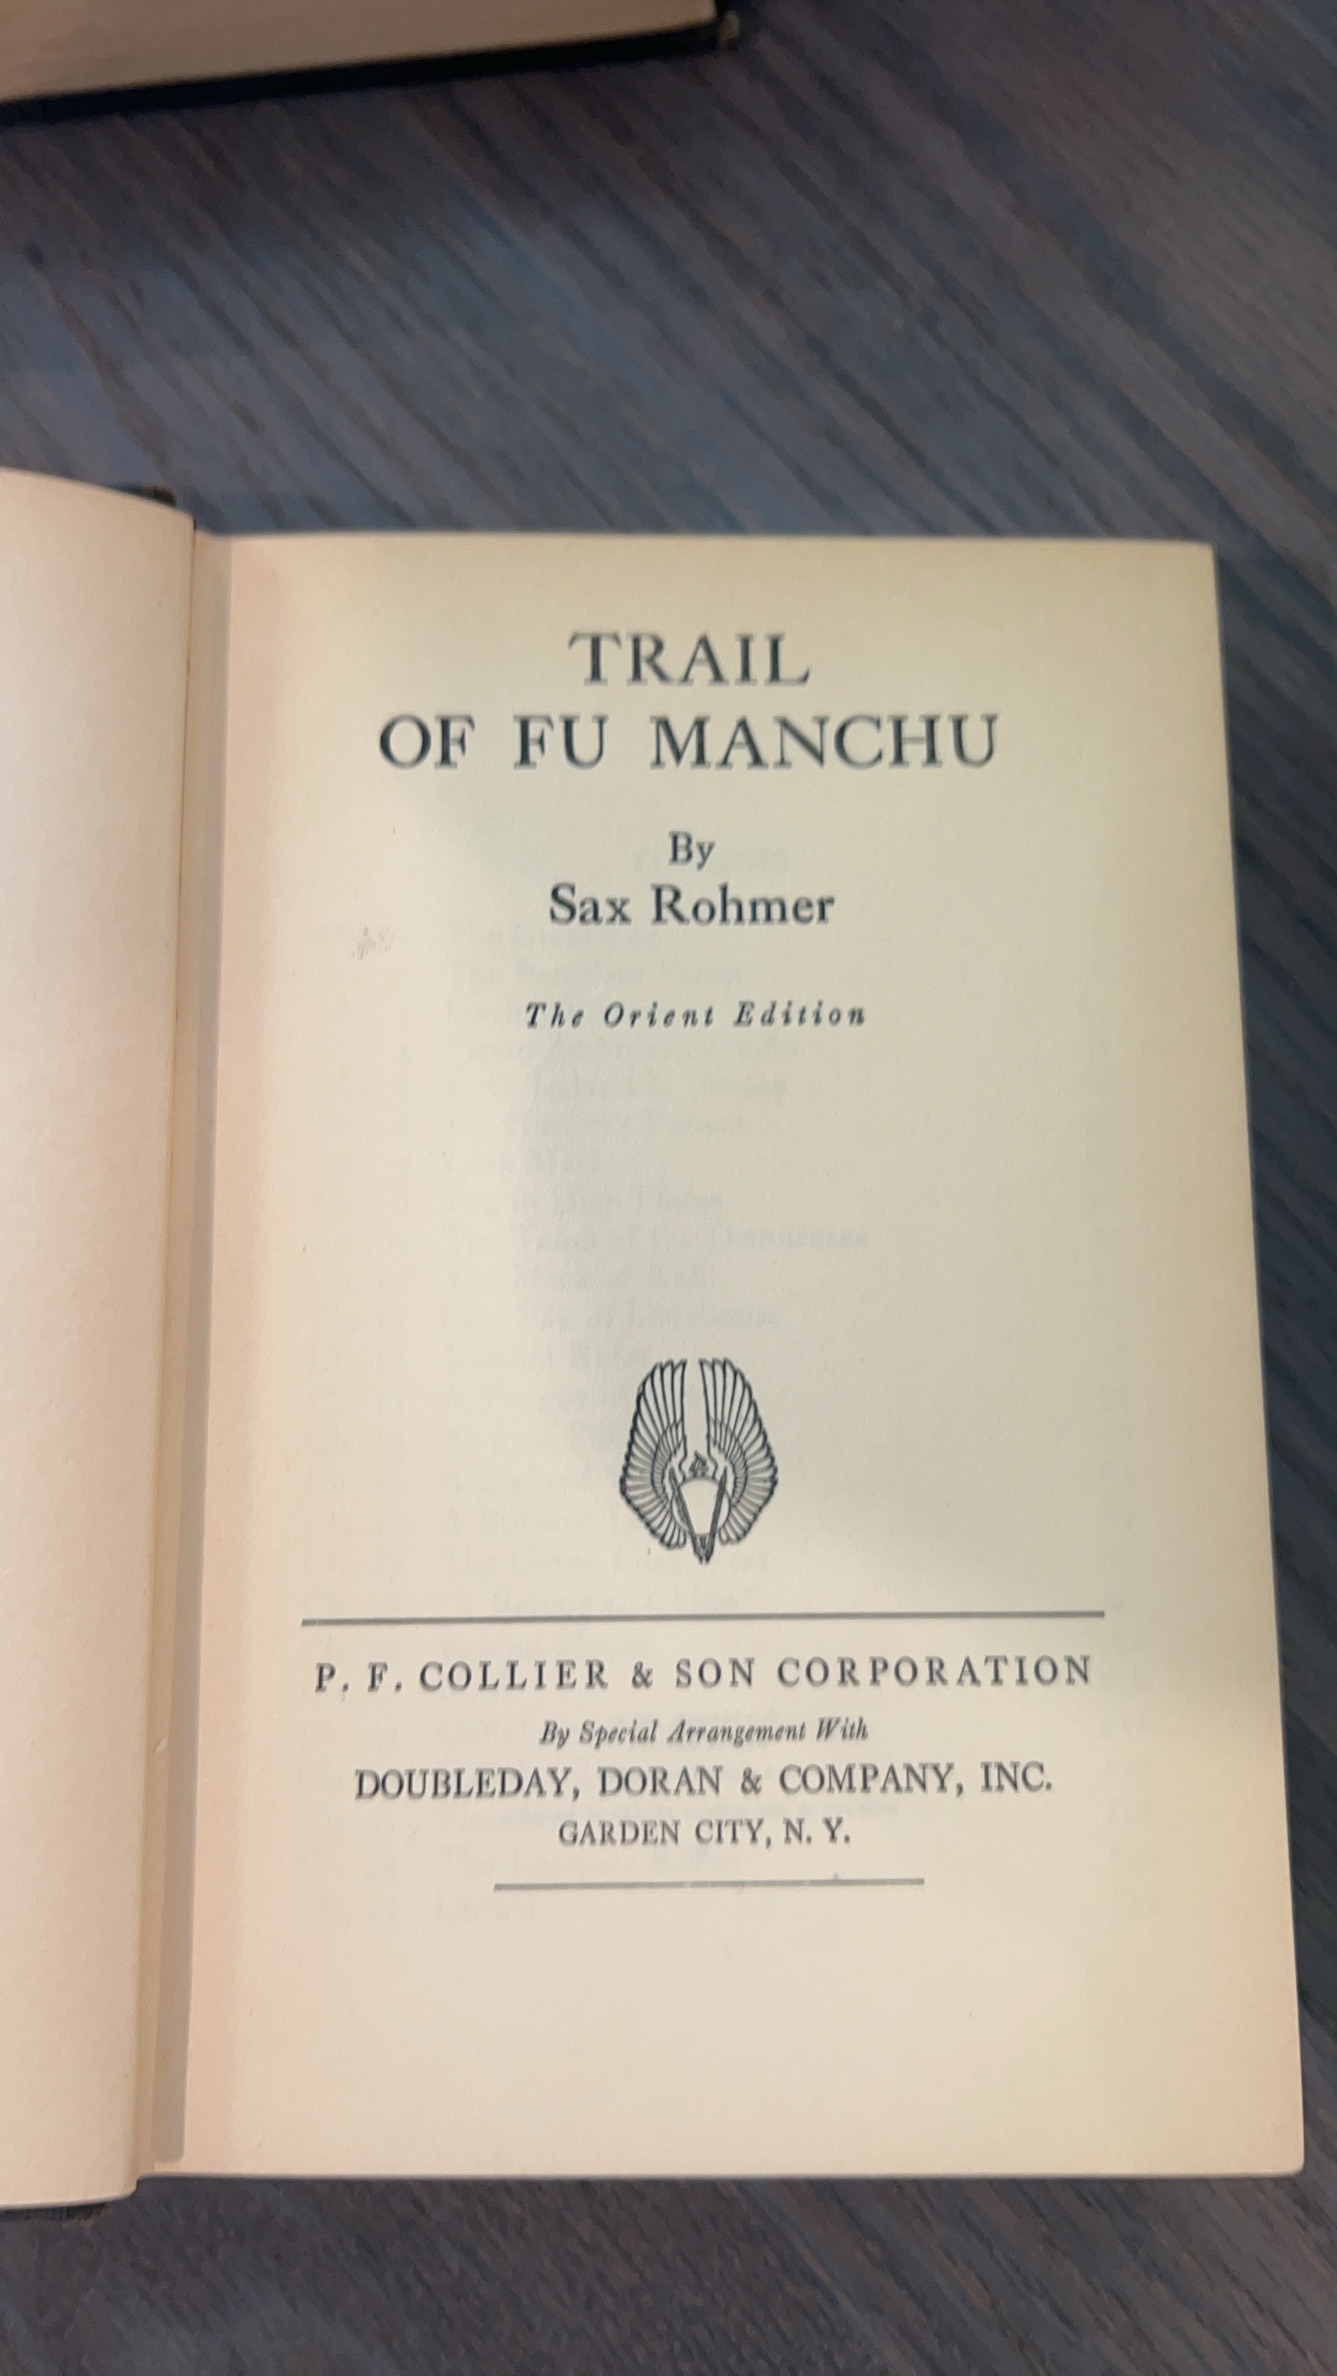 TRAIL
OF FU MANCHU
By
Sax Rohmer
The Orient Edition
P. F. COLLIER & SON CORPORATION
By Special Arrangement With
DOUBLEDAY, DORAN & COMPANY, INC.
GARDEN CITY, N. Y.